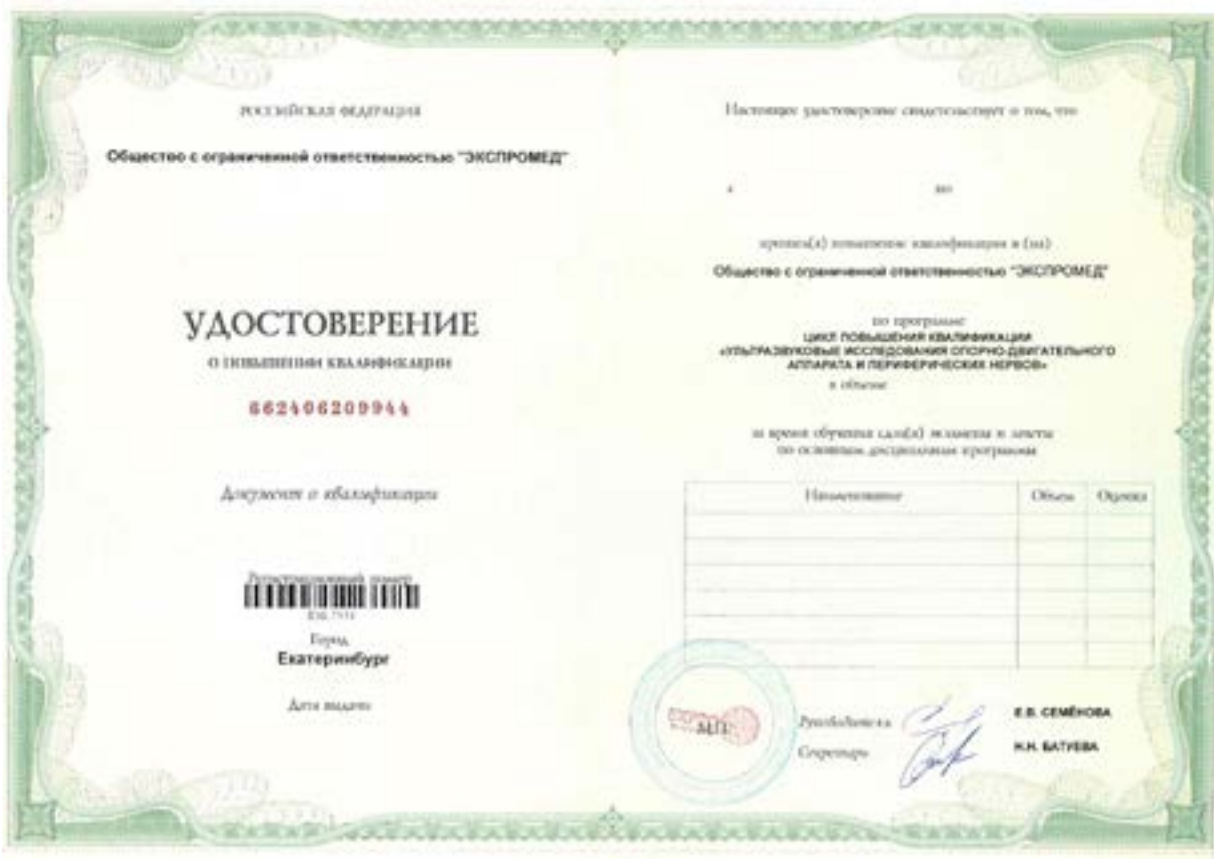 РОССИЙСКАЯ ФЕДЕРАЦИЯ
Общество с ограниченной ответственностью "ЭКСПРОМЕД"
УДОСТОВЕРЕНИЕ
О ПОВЫШЕНИИ КВАЛИФИКАЦИИ
662406209944
Документ о квалификации
Регистрационный номер
Город
Екатеринбург
Дата выдачи
Настоящее удостоверение свидетельствует о том, что
с по
прошел(а) повышение квалификации в (на)
Общество с ограниченной ответственностью "ЭКСПРОМЕД"
по программе
ЦИКЛ ПОВЫШЕНИЯ КВАЛИФИКАЦИИ
«УЛЬТРАЗВУКОВЫЕ ИССЛЕДОВАНИЯ ОПОРНО-ДВИГАТЕЛЬНОГО
АППАРАТА И ПЕРИФЕРИЧЕСКИХ НЕРВОВ»
в объеме
за время обучения сдал(а) экзамены и зачеты
по основным дисциплинам программы
Наименование Объем Оценка
М.П.
Руководитель Е.В. СЕМЁНОВА
Секретарь Н.Н. БАТУЕВА